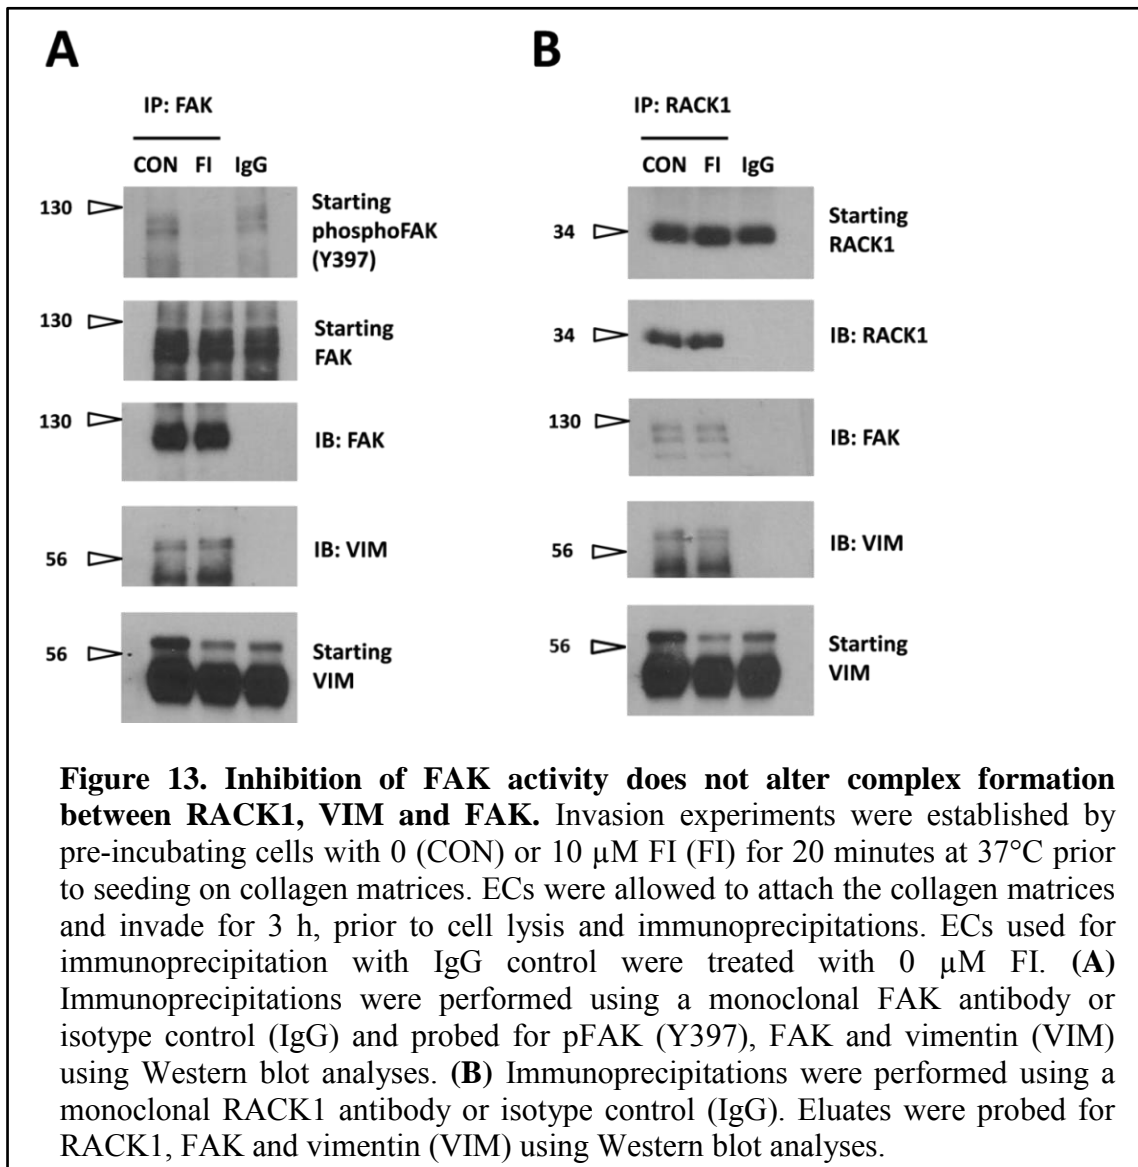 A
IP: FAK
CON FI IgG
130
Starting
phosphoFAK
(Y397)
130
Starting
FAK
130
IB: FAK
56
IB: VIM
56
Starting
VIM
B
IP: RACK1
CON FI IgG
34
Starting
RACK1
34
IB: RACK1
130
IB: FAK
56
IB: VIM
56
Starting
VIM
Figure 13. Inhibition of FAK activity does not alter complex formation
between RACK1, VIM and FAK. Invasion experiments were established by
pre-incubating cells with 0 (CON) or 10 µM FI (FI) for 20 minutes at 37°C prior
to seeding on collagen matrices. ECs were allowed to attach the collagen matrices
and invade for 3 h, prior to cell lysis and immunoprecipitations. ECs used for
immunoprecipitation with IgG control were treated with 0 µM FI. (A)
Immunoprecipitations were performed using a monoclonal FAK antibody or
isotype control (IgG) and probed for pFAK (Y397), FAK and vimentin (VIM)
using Western blot analyses. (B) Immunoprecipitations were performed using a
monoclonal RACK1 antibody or isotype control (IgG). Eluates were probed for
RACK1, FAK and vimentin (VIM) using Western blot analyses.